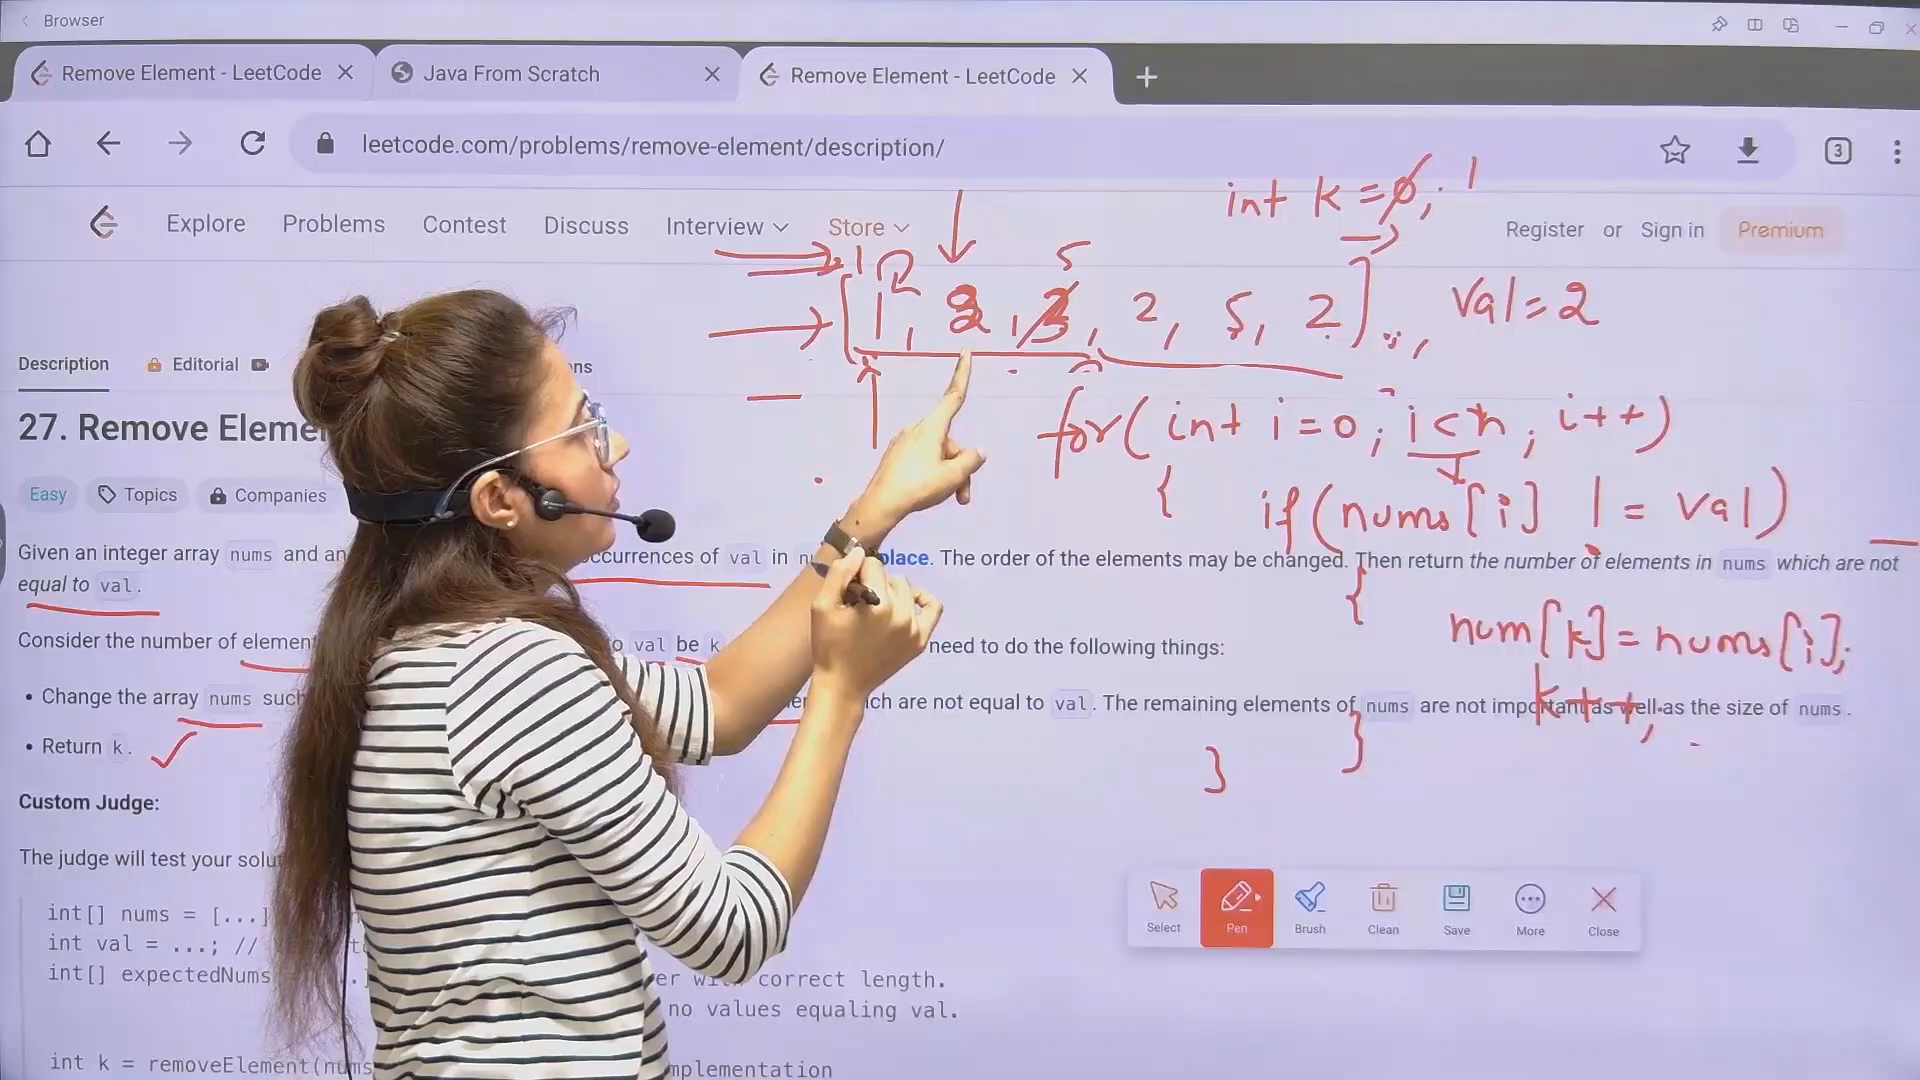 Browser
Remove Element - LeetCode
Java From Scratch
Remove Element - LeetCode
leetcode.com/problems/remove-element/description/
3
Explore
Problems
Contest
Discuss
Interview
Store
Register or Sign in
Premium
int k = 0; 1
5
[1, 2, 3, 2, 5, 2], val = 2
Description
Editorial
ons
for(int i=0; i<n; i++)
{
27. Remove Eleme
Easy
Topics
Companies
if(nums[i] != val)
Given an integer array nums and an
ccurrences of val in n
place. The order of the elements may be changed. Then return the number of elements in nums which are not
equal to val.
{
num[k] = nums[i];
Consider the number of element
o val be k
need to do the following things:
Change the array nums such
ch are not equal to val. The remaining elements of nums are not important as well as the size of nums.
k++;
}
Return k.
}
Custom Judge:
The judge will test your solu
int[] nums = [...]
int val = ...; //
int[] expectedNums
correct length.
no values equaling val.
int k = removeElement(nums
mplementation
Select
Pen
Brush
Clean
Save
More
Close